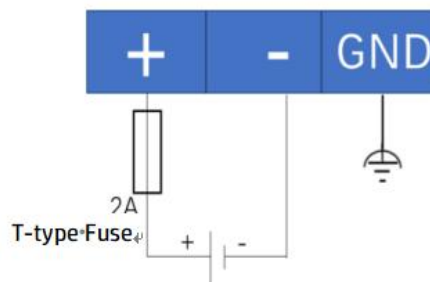 + - GND
2A
T-type Fuse
+ -